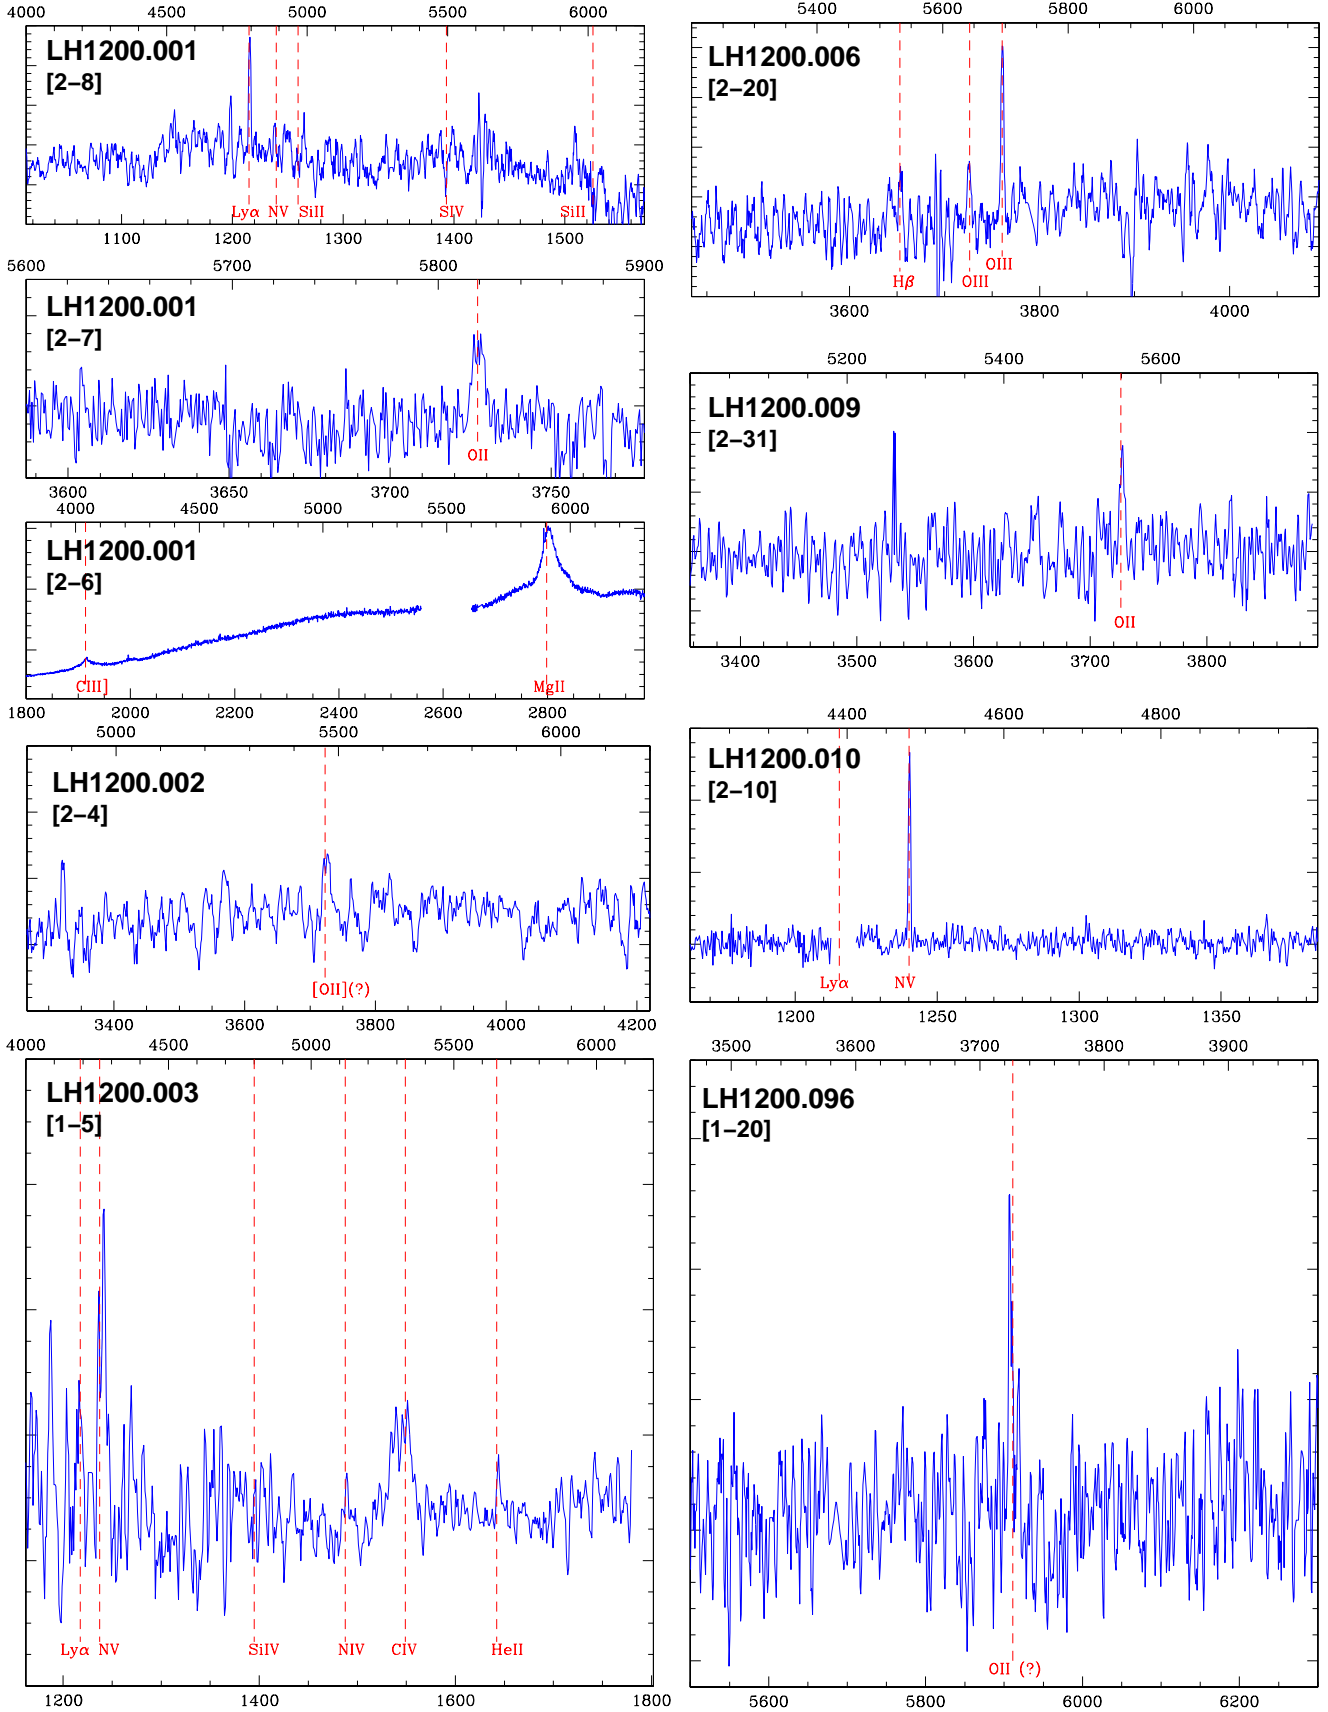 4000 4500 5000 5500 6000
LH1200.001
[2−8]
Lyα NV SiII SIV SiII
1100 1200 1300 1400 1500
5600 5700 5800 5900
LH1200.001
[2−7]
OII
3600 3650 3700 3750
4000 4500 5000 5500 6000
LH1200.001
[2−6]
CIII] MgII
1800 2000 2200 2400 2600 2800
5000 5500 6000
LH1200.002
[2−4]
[OII](?)
3400 3600 3800 4000 4200
4000 4500 5000 5500 6000
LH1200.003
[1−5]
Lyα NV SiIV NIV CIV HeII
1200 1400 1600 1800
5400 5600 5800 6000
LH1200.006
[2−20]
Hβ OIII OIII
3600 3800 4000
5200 5400 5600
LH1200.009
[2−31]
OII
3400 3500 3600 3700 3800
4400 4600 4800
LH1200.010
[2−10]
Lyα NV
1200 1250 1300 1350
3500 3600 3700 3800 3900
LH1200.096
[1−20]
OII (?)
5600 5800 6000 6200